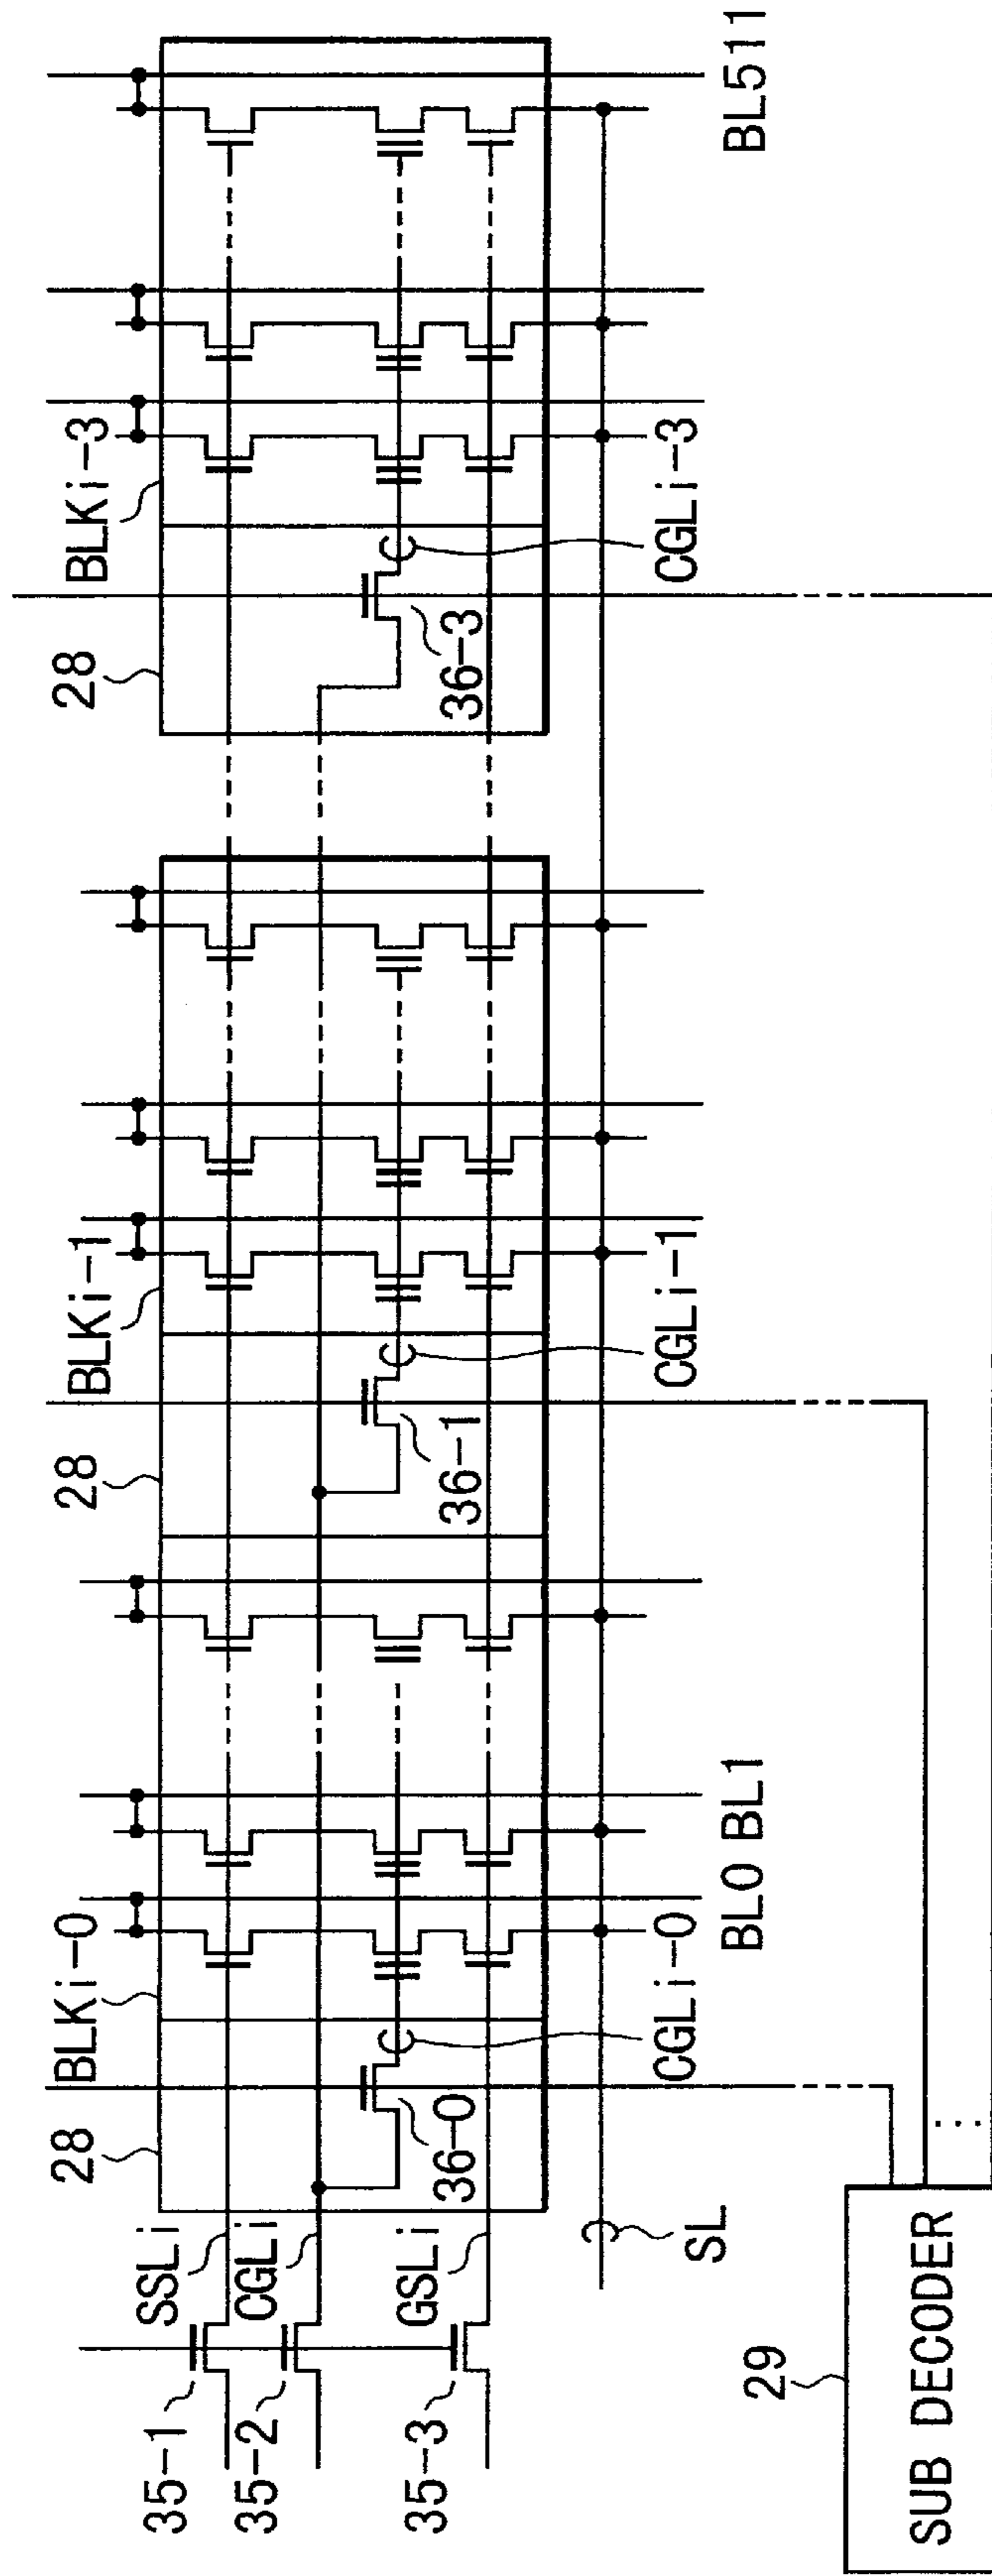 35-1
35-2
35-3
SSLi
CGLi
GSLi
SL
29
SUB DECODER
28
BLKi-0
36-0
CGLi-0
BL0 BL1
28
BLKi-1
36-1
CGLi-1
28
BLKi-3
36-3
CGLi-3
BL511